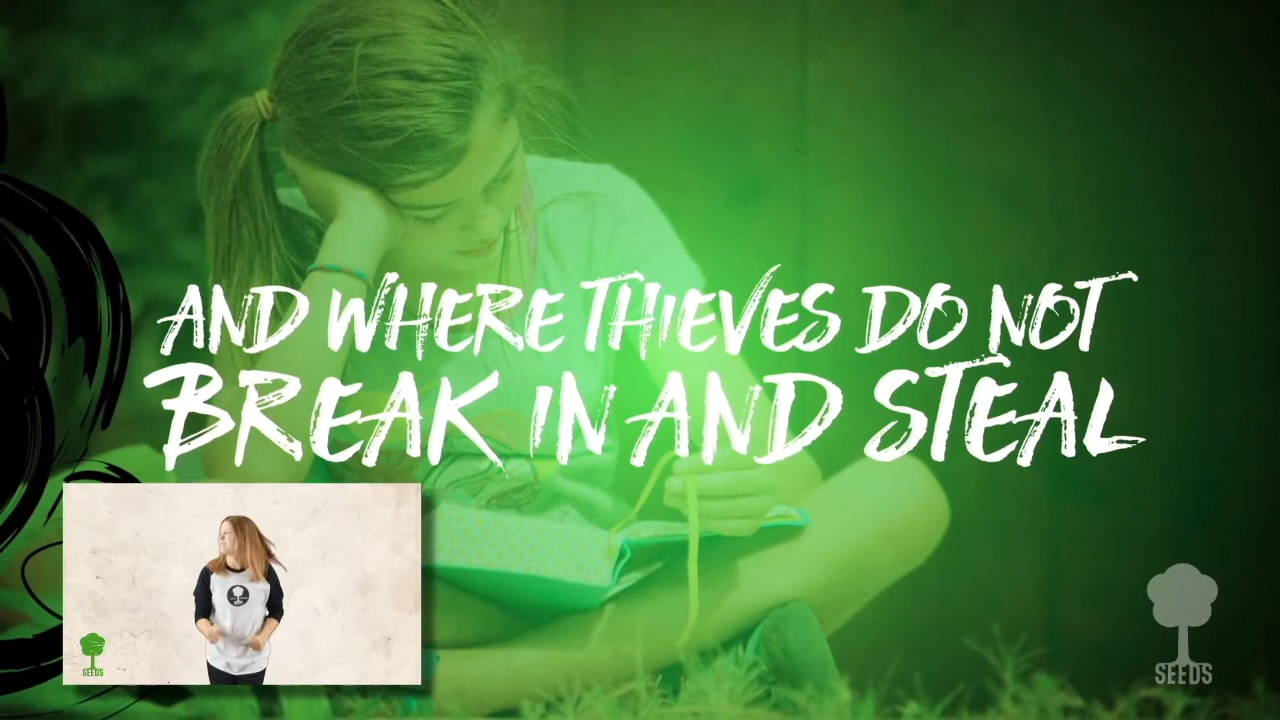 AND WHERE THIEVES DO NOT
BREAK IN AND STEAL
SEEDS
SEEDS